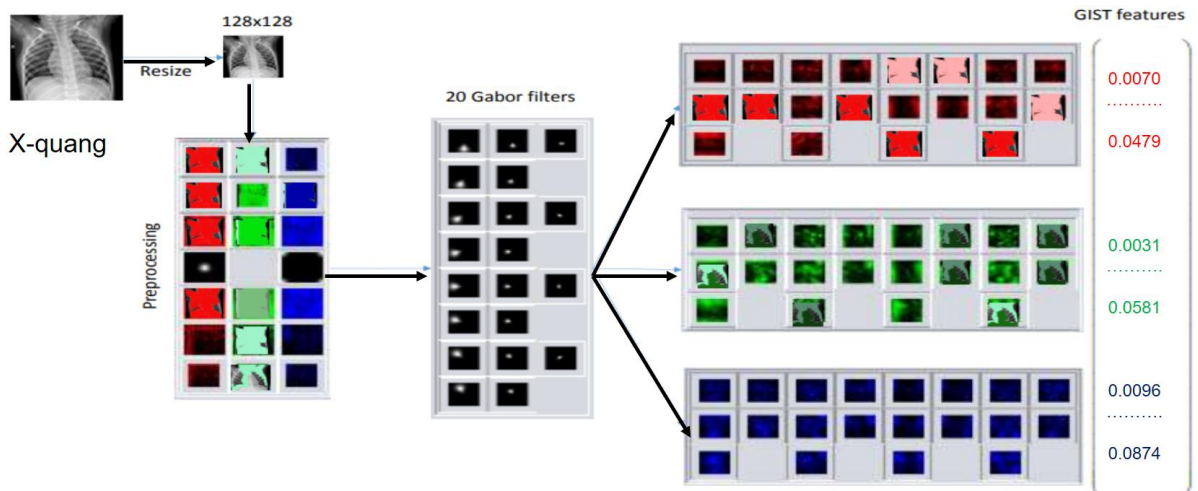 128x128
Resize
X-quang
Preprocessing
20 Gabor filters
GIST features
0.0070
..........
0.0479
0.0031
..........
0.0581
0.0096
..........
0.0874